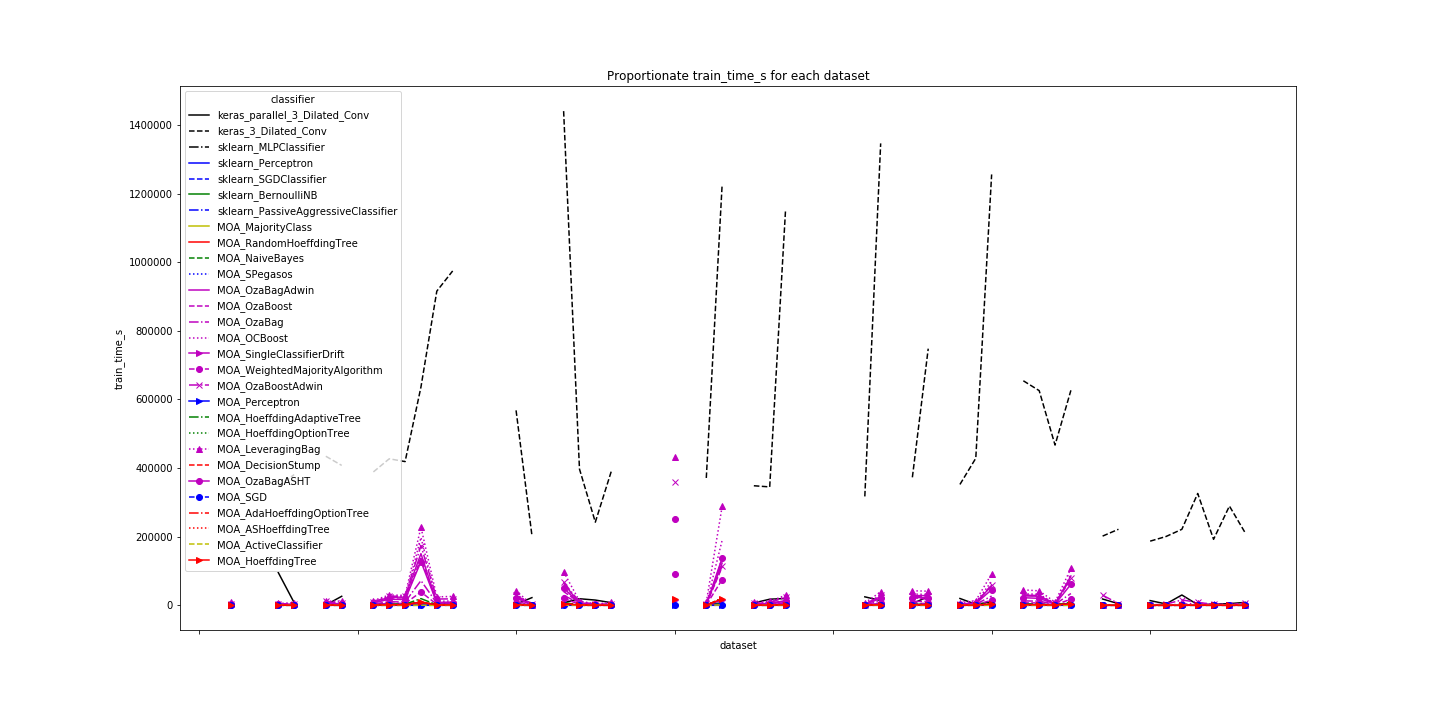 Proportionate train_time_s for each dataset
classifier
keras_parallel_3_Dilated_Conv
keras_3_Dilated_Conv
sklearn_MLPClassifier
sklearn_Perceptron
sklearn_SGDClassifier
sklearn_BernoulliNB
sklearn_PassiveAggressiveClassifier
MOA_MajorityClass
MOA_RandomHoeffdingTree
MOA_NaiveBayes
MOA_SPegasos
MOA_OzaBagAdwin
MOA_OzaBoost
MOA_OzaBag
MOA_OCBoost
MOA_SingleClassifierDrift
MOA_WeightedMajorityAlgorithm
MOA_OzaBoostAdwin
MOA_Perceptron
MOA_HoeffdingAdaptiveTree
MOA_HoeffdingOptionTree
MOA_LeveragingBag
MOA_DecisionStump
MOA_OzaBagASHT
MOA_SGD
MOA_AdaHoeffdingOptionTree
MOA_ASHoeffdingTree
MOA_ActiveClassifier
MOA_HoeffdingTree
1400000
1200000
1000000
800000
600000
400000
200000
0
train_time_s
dataset